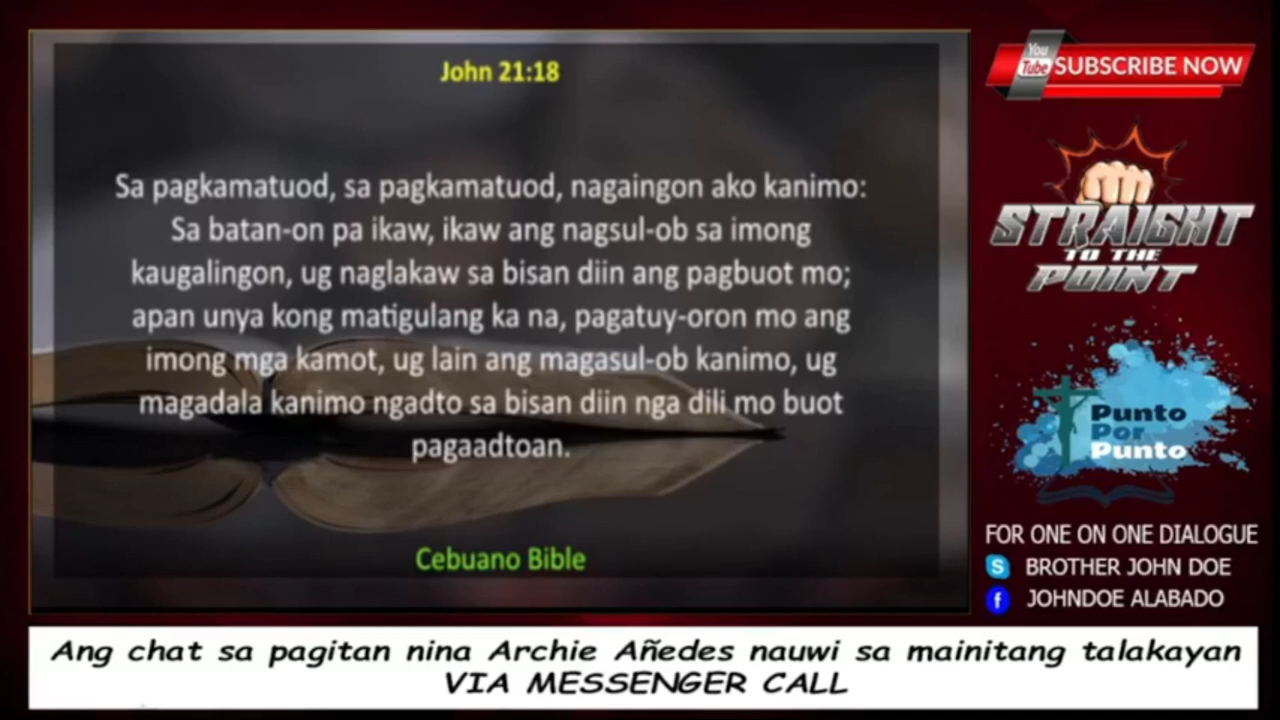 John 21:18
Sa pagkamatuod, sa pagkamatuod, nagaingon ako kanimo:
Sa batan-on pa ikaw, ikaw ang nagsul-ob sa imong
kaugalingon, ug naglakaw sa bisan diin ang pagbuot mo;
apan unya kong matigulang ka na, pagatuy-oron mo ang
imong mga kamot, ug lain ang magasul-ob kanimo, ug
magadala kanimo ngadto sa bisan diin nga dili mo buot
pagaadtoan.
Cebuano Bible
You
Tube
SUBSCRIBE NOW
STRAIGHT
TO THE
POINT
Punto
Por
Punto
FOR ONE ON ONE DIALOGUE
S BROTHER JOHN DOE
f JOHNDOE ALABADO
Ang chat sa pagitan nina Archie Añedes nauwi sa mainitang talakayan
VIA MESSENGER CALL